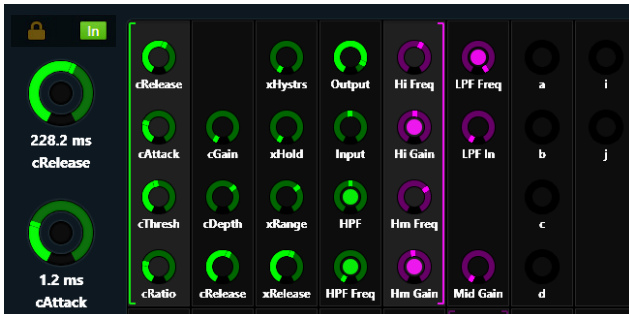 In
228.2 ms
cRelease
1.2 ms
cAttack
cRelease xHystrs Output Hi Freq LPF Freq a i
cAttack cGain xHold Input Hi Gain LPF In b j
cThresh cDepth xRange HPF Hm Freq c
cRatio cRelease xRelease HPF Freq Hm Gain Mid Gain d